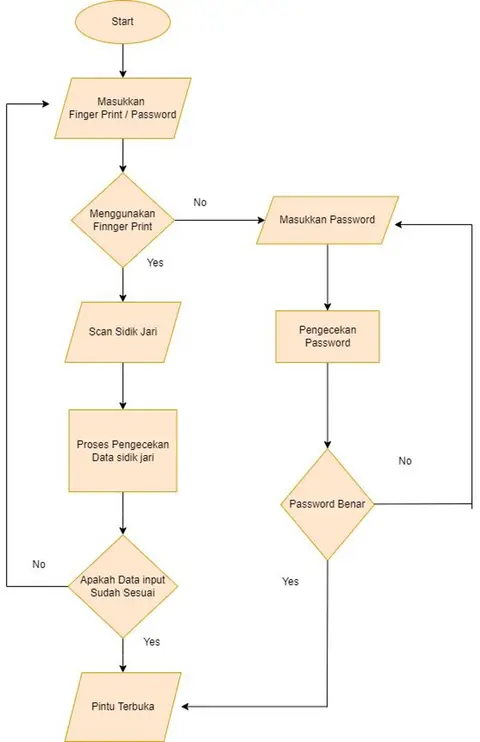 Start
Masukkan
Finger Print / Password
Menggunakan
Finnger Print
No
Masukkan Password
Yes
Scan Sidik Jari
Pengecekan
Password
Proses Pengecekan
Data sidik jari
No
Password Benar
No
Apakah Data input
Sudah Sesuai
Yes
Yes
Pintu Terbuka